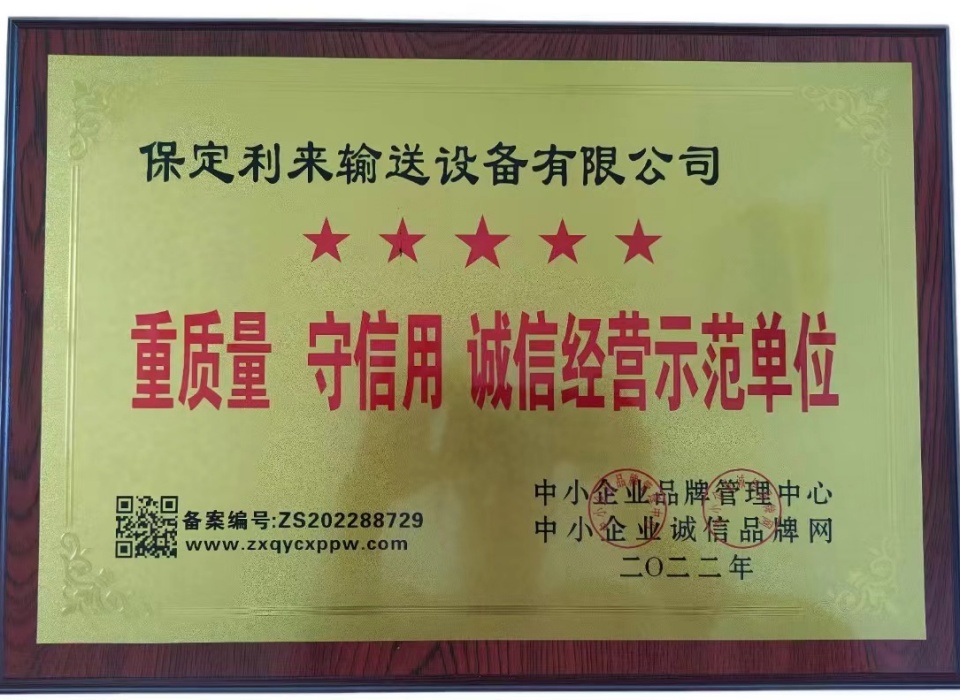 保定利来输送设备有限公司
重质量 守信用 诚信经营示范单位
备案编号:ZS202288729
www.zxqycxppw.com
中小企业品牌管理中心
中小企业诚信品牌网
二〇二二年